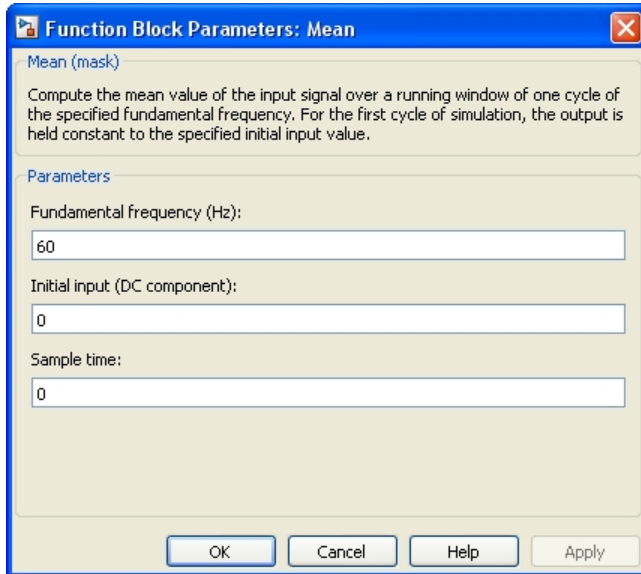 Function Block Parameters: Mean
Mean (mask)
Compute the mean value of the input signal over a running window of one cycle of
the specified fundamental frequency. For the first cycle of simulation, the output is
held constant to the specified initial input value.
Parameters
Fundamental frequency (Hz):
60
Initial input (DC component):
0
Sample time:
0
OK Cancel Help Apply